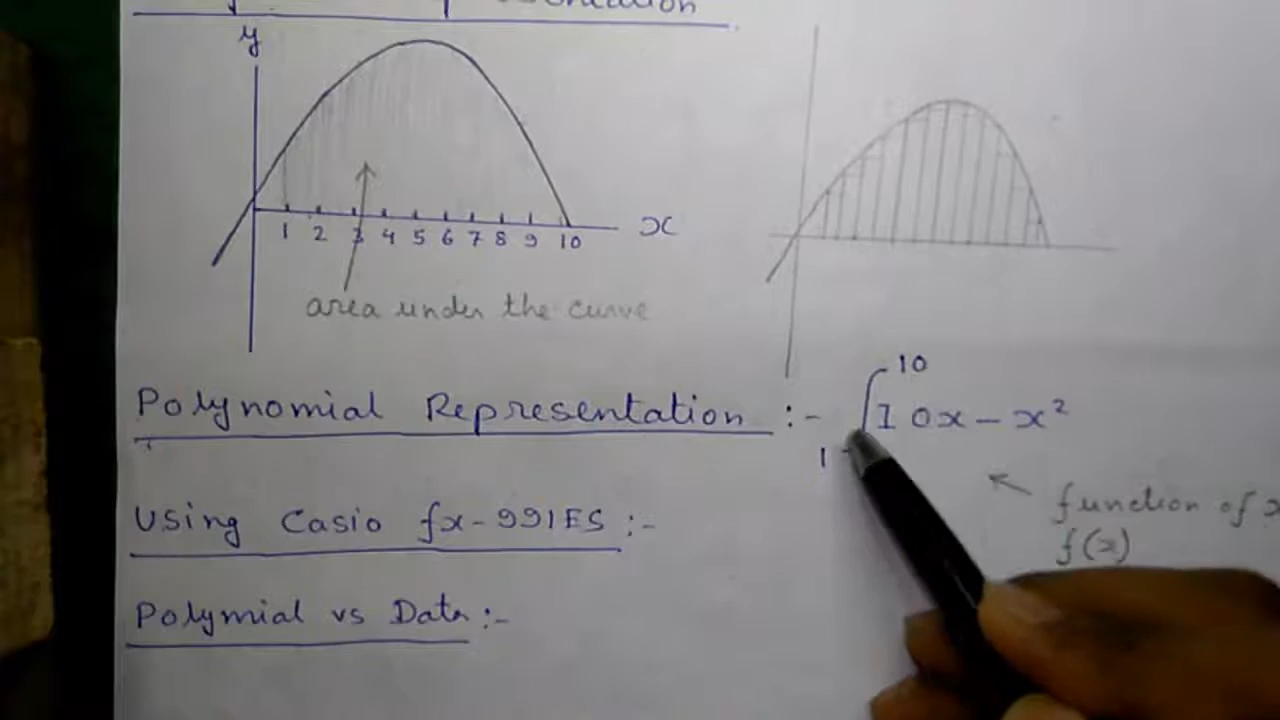 y
1 2 3 4 5 6 7 8 9 10 x
area under the curve
Polynomial Representation :- ∫ 10x - x²
10
1
function of x
f(x)
Using Casio fx-991ES :-
Polymial vs Data :-